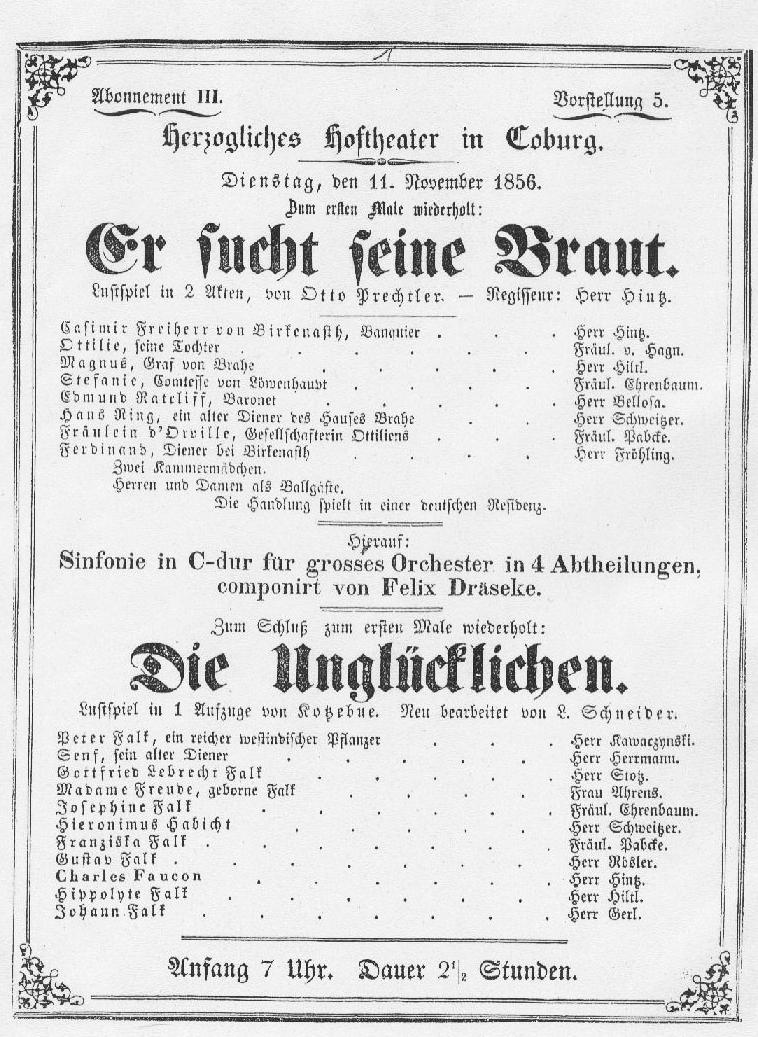 Abonnement III. Vorstellung 5.
Herzogliches Hoftheater in Coburg.
Dienstag, den 11. November 1856.
Zum ersten Male wiederholt:
Er sucht seine Braut.
Lustspiel in 2 Akten, von Otto Prechtler. — Regisseur: Herr Hintz.
Casimir Freiherr von Birkenasth, Banquier . . . Herr Hintz.
Ottilie, seine Tochter . . . . . Fräul. v. Hagn.
Magnus, Graf von Brahe . . . . Herr Hiltl.
Stefanie, Comtesse von Löwenhaupt . . . . Fräul. Ehrenbaum.
Edmund Ratcliff, Baronet . . . . . Herr Bellosa.
Hans Ring, ein alter Diener des Hauses Brahe . . Herr Schweitzer.
Fräulein d'Orville, Gesellschafterin Ottiliens . . . Fräul. Pabcke.
Ferdinand, Diener bei Birkenasth . . . . Herr Fröhling.
Zwei Kammermädchen.
Herren und Damen als Ballgäste.
Die Handlung spielt in einer deutschen Residenz.
Hierauf:
Sinfonie in C-dur für grosses Orchester in 4 Abtheilungen,
componirt von Felix Dräseke.
Zum Schluß zum ersten Male wiederholt:
Die Unglücklichen.
Lustspiel in 1 Aufzuge von Kotzebue. Neu bearbeitet von L. Schneider.
Peter Falk, ein reicher westindischer Pflanzer . . . Herr Kawaczynski.
Senf, sein alter Diener . . . . . Herr Herrmann.
Gottfried Lebrecht Falk . . . . Herr Stotz.
Madame Freude, geborne Falk . . . . Frau Ahrens.
Josephine Falk . . . . . Fräul. Ehrenbaum.
Hieronimus Habicht . . . . . Herr Schweitzer.
Franziska Falk . . . . . . Fräul. Pabcke.
Gustav Falk . . . . . . . Herr Rösler.
Charles Faucon . . . . . Herr Hintz.
Hippolyte Falk . . . . . Herr Hiltl.
Johann Falk . . . . . . Herr Gerl.
Anfang 7 Uhr. Dauer 2 1/2 Stunden.